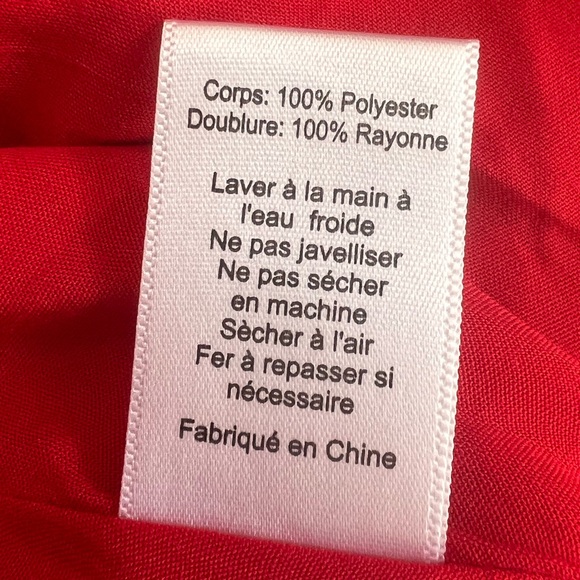 Corps: 100% Polyester
Doublure: 100% Rayonne
Laver à la main à
l'eau froide
Ne pas javelliser
Ne pas sécher
en machine
Sècher à l'air
Fer à repasser si
nécessaire
Fabriqué en Chine